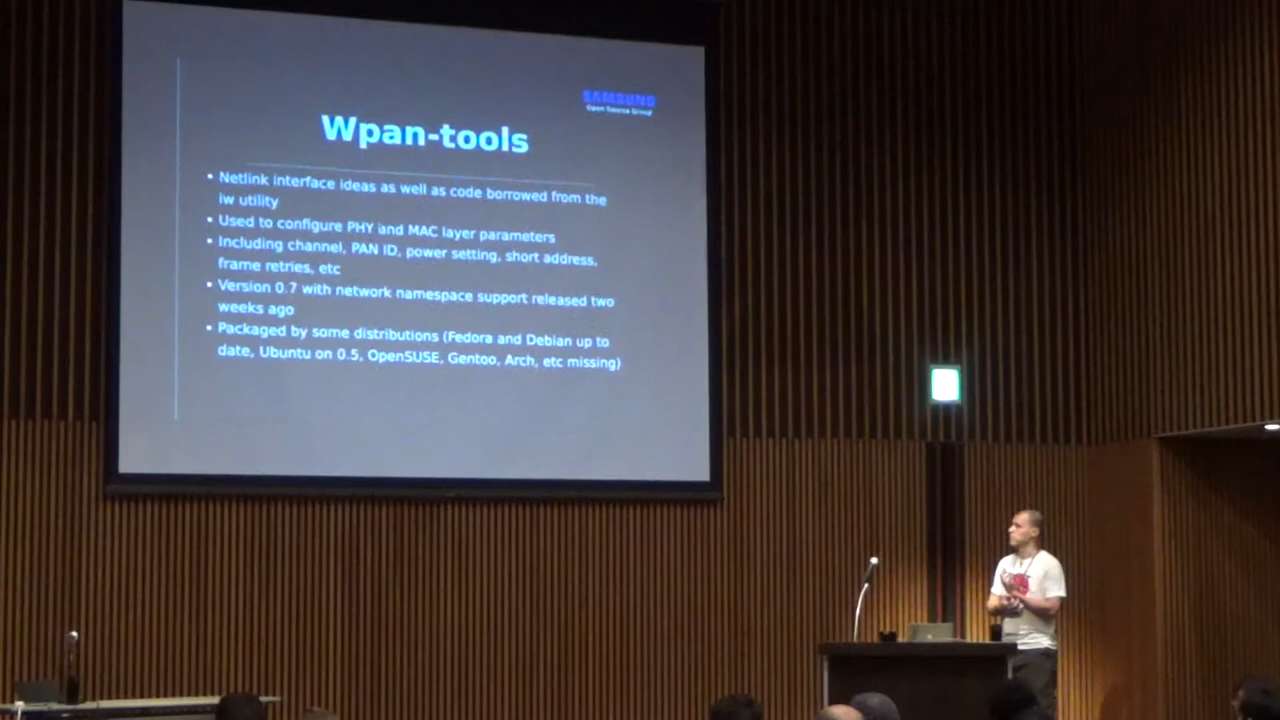 SAMSUNG
Open Source Group
Wpan-tools
• Netlink interface ideas as well as code borrowed from the
iw utility
• Used to configure PHY and MAC layer parameters
• Including channel, PAN ID, power setting, short address,
frame retries, etc
• Version 0.7 with network namespace support released two
weeks ago
• Packaged by some distributions (Fedora and Debian up to
date, Ubuntu on 0.5, OpenSUSE, Gentoo, Arch, etc missing)